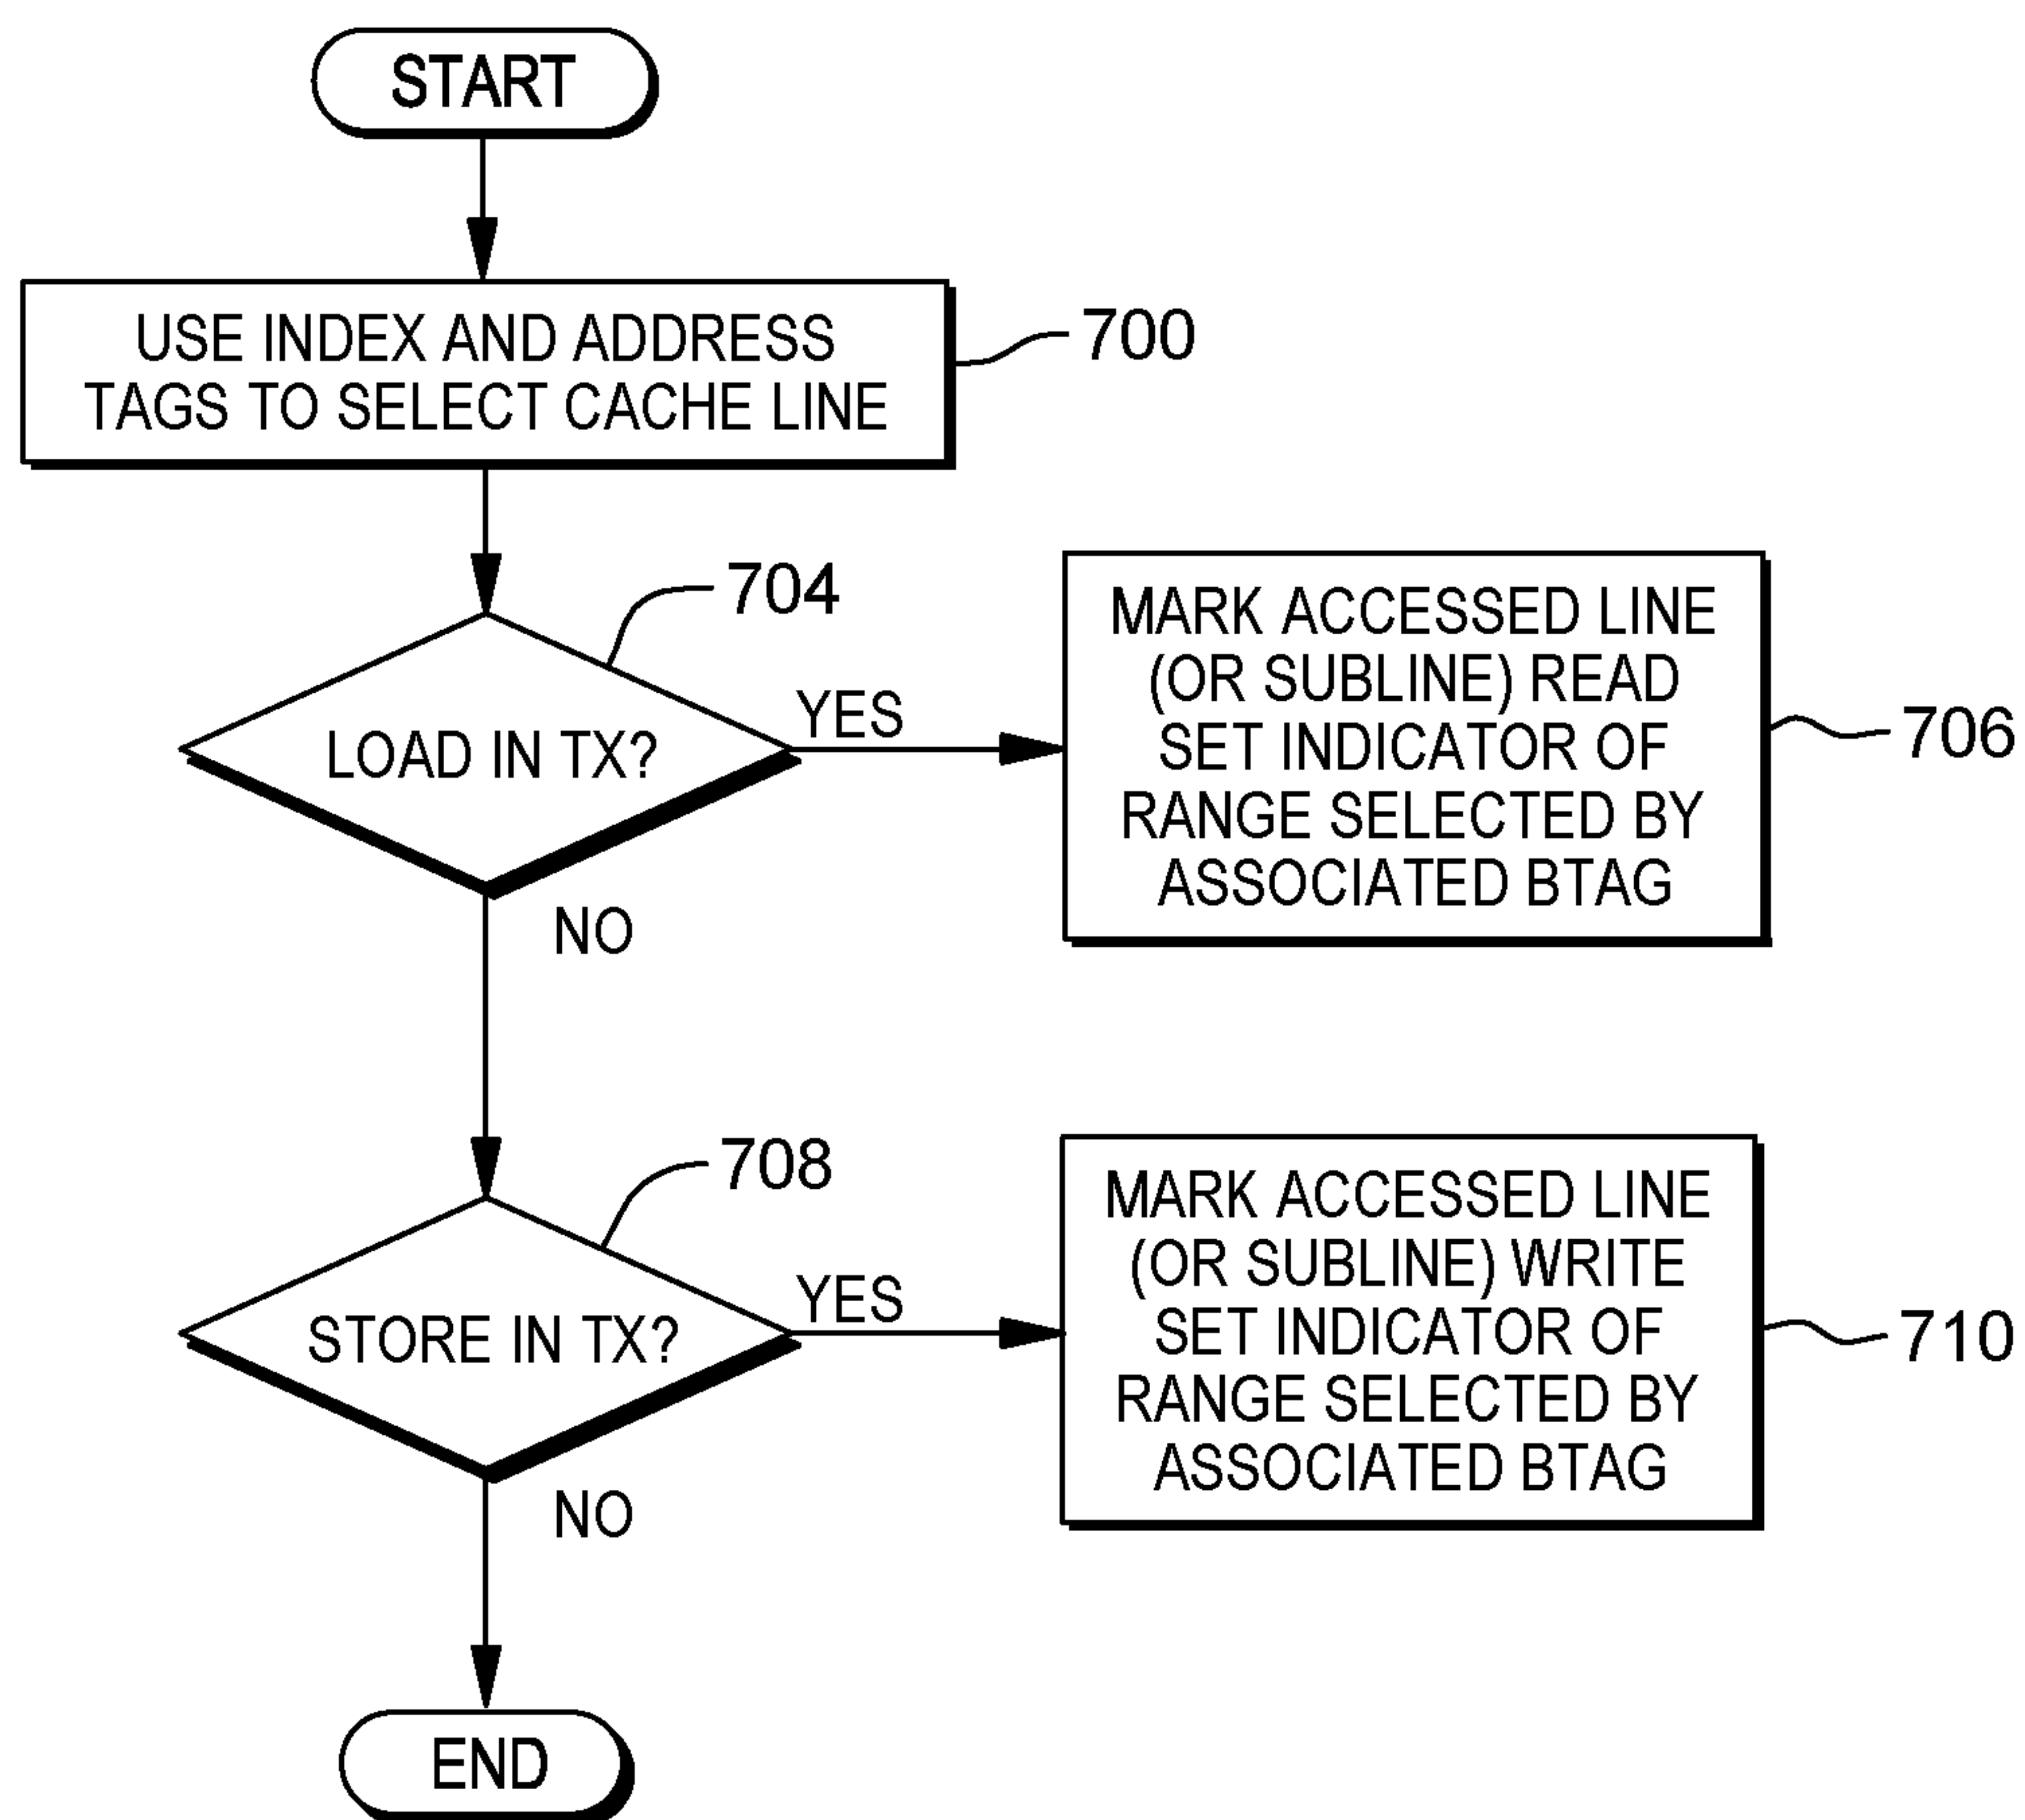 START
USE INDEX AND ADDRESS
TAGS TO SELECT CACHE LINE
700
704
LOAD IN TX?
YES
NO
MARK ACCESSED LINE
(OR SUBLINE) READ
SET INDICATOR OF
RANGE SELECTED BY
ASSOCIATED BTAG
706
708
STORE IN TX?
YES
NO
MARK ACCESSED LINE
(OR SUBLINE) WRITE
SET INDICATOR OF
RANGE SELECTED BY
ASSOCIATED BTAG
710
END